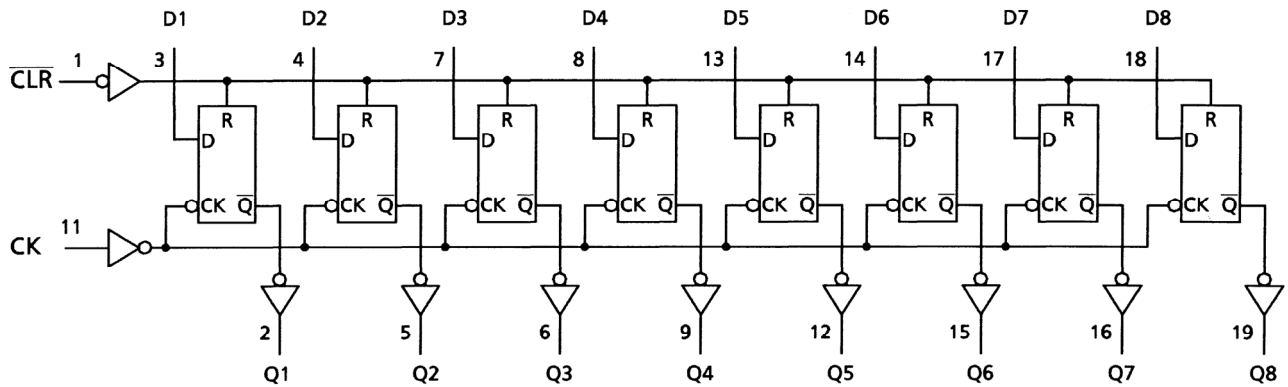 D1 D2 D3 D4 D5 D6 D7 D8
1 3 4 7 8 13 14 17 18
C̅L̅R̅
R R R R R R R R
D D D D D D D D
CK Q̅ CK Q̅ CK Q̅ CK Q̅ CK Q̅ CK Q̅ CK Q̅ CK Q̅
11
CK
2 5 6 9 12 15 16 19
Q1 Q2 Q3 Q4 Q5 Q6 Q7 Q8